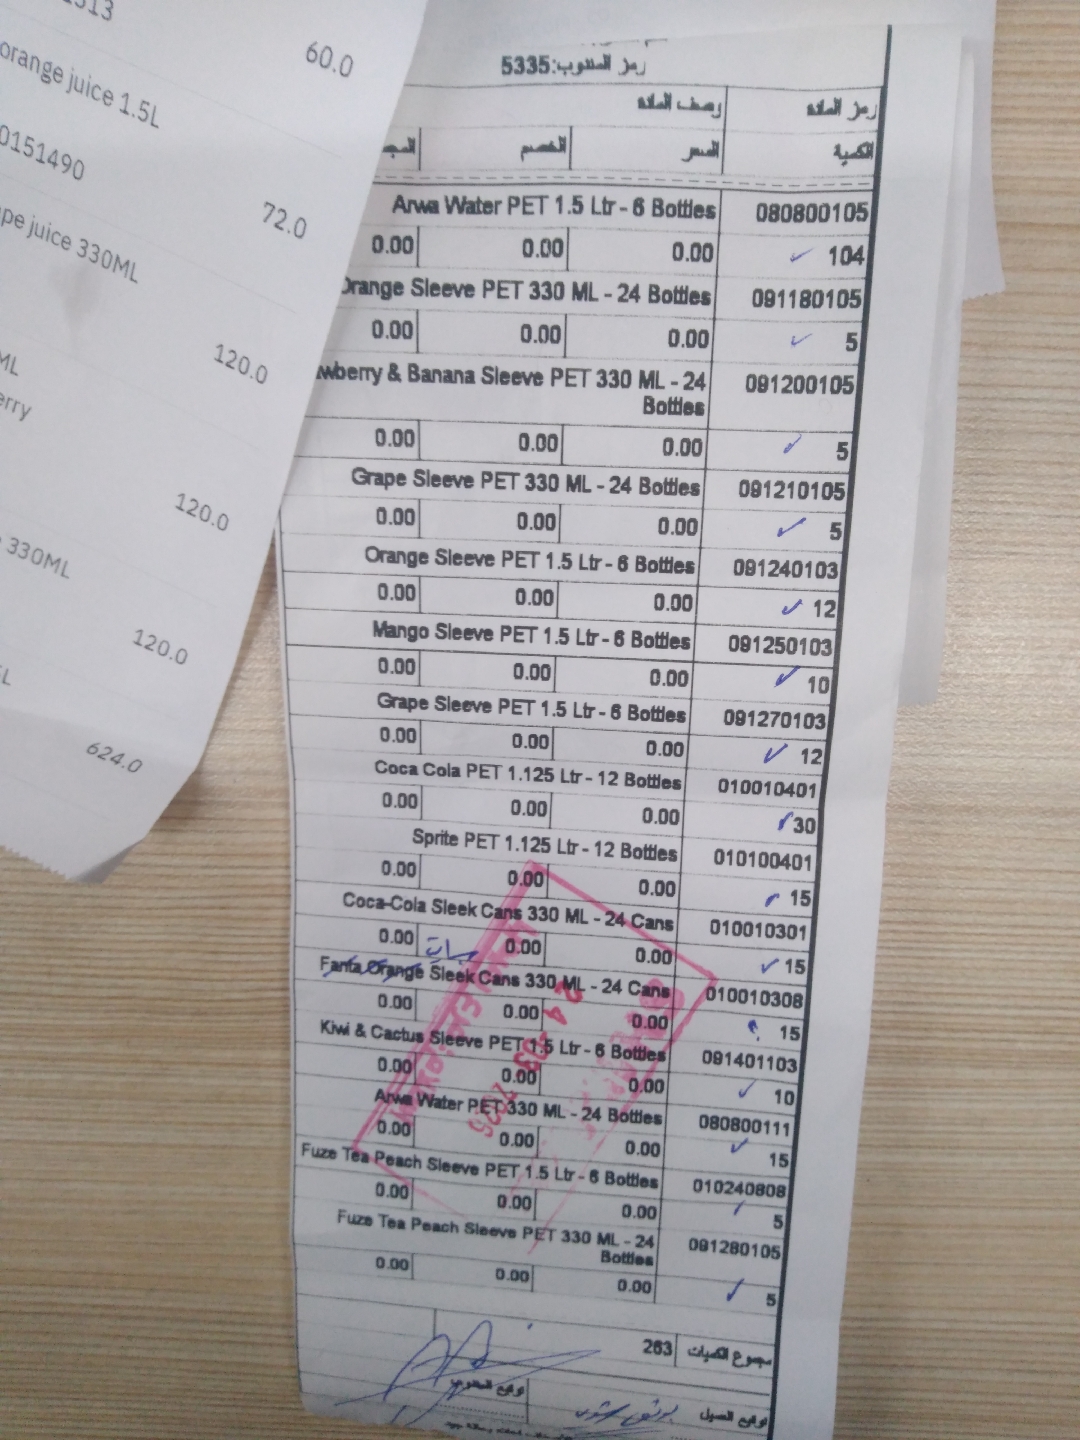 60.0
orange juice 1.5L
0151490
72.0
juice 330ML
120.0
ML
120.0
330ML
120.0
624.0
رمز المندوب:5335
رمز المادة وصف المادة
الكمية السعر الخصم
080800105 Arwa Water PET 1.5 Ltr - 6 Bottles
104 0.00 0.00 0.00
091180105 Orange Sleeve PET 330 ML - 24 Bottles
5 0.00 0.00 0.00
091200105 & Banana Sleeve PET 330 ML - 24
Bottles
5 0.00 0.00 0.00
091210105 Grape Sleeve PET 330 ML - 24 Bottles
5 0.00 0.00 0.00
091240103 Orange Sleeve PET 1.5 Ltr - 6 Bottles
12 0.00 0.00 0.00
091250103 Mango Sleeve PET 1.5 Ltr - 6 Bottles
10 0.00 0.00 0.00
091270103 Grape Sleeve PET 1.5 Ltr - 6 Bottles
12 0.00 0.00 0.00
010010401 Coca Cola PET 1.125 Ltr - 12 Bottles
30 0.00 0.00 0.00
010100401 Sprite PET 1.125 Ltr - 12 Bottles
15 0.00 0.00 0.00
010010301 Coca-Cola Sleek Cans 330 ML - 24 Cans
15 0.00 0.00 0.00
010010308 Fanta Orange Sleek Cans 330 ML - 24 Cans
15 0.00 0.00 0.00
091401103 Kiwi & Cactus Sleeve PET 1.5 Ltr - 6 Bottles
10 0.00 0.00 0.00
080800111 Arwa Water PET 330 ML - 24 Bottles
15 0.00 0.00 0.00
010240808 Fuze Tea Peach Sleeve PET 1.5 Ltr - 6 Bottles
5 0.00 0.00 0.00
091280105 Fuze Tea Peach Sleeve PET 330 ML - 24
Bottles
5 0.00 0.00 0.00
مجموع الكميات 263
توقيع العميل توقيع المندوب